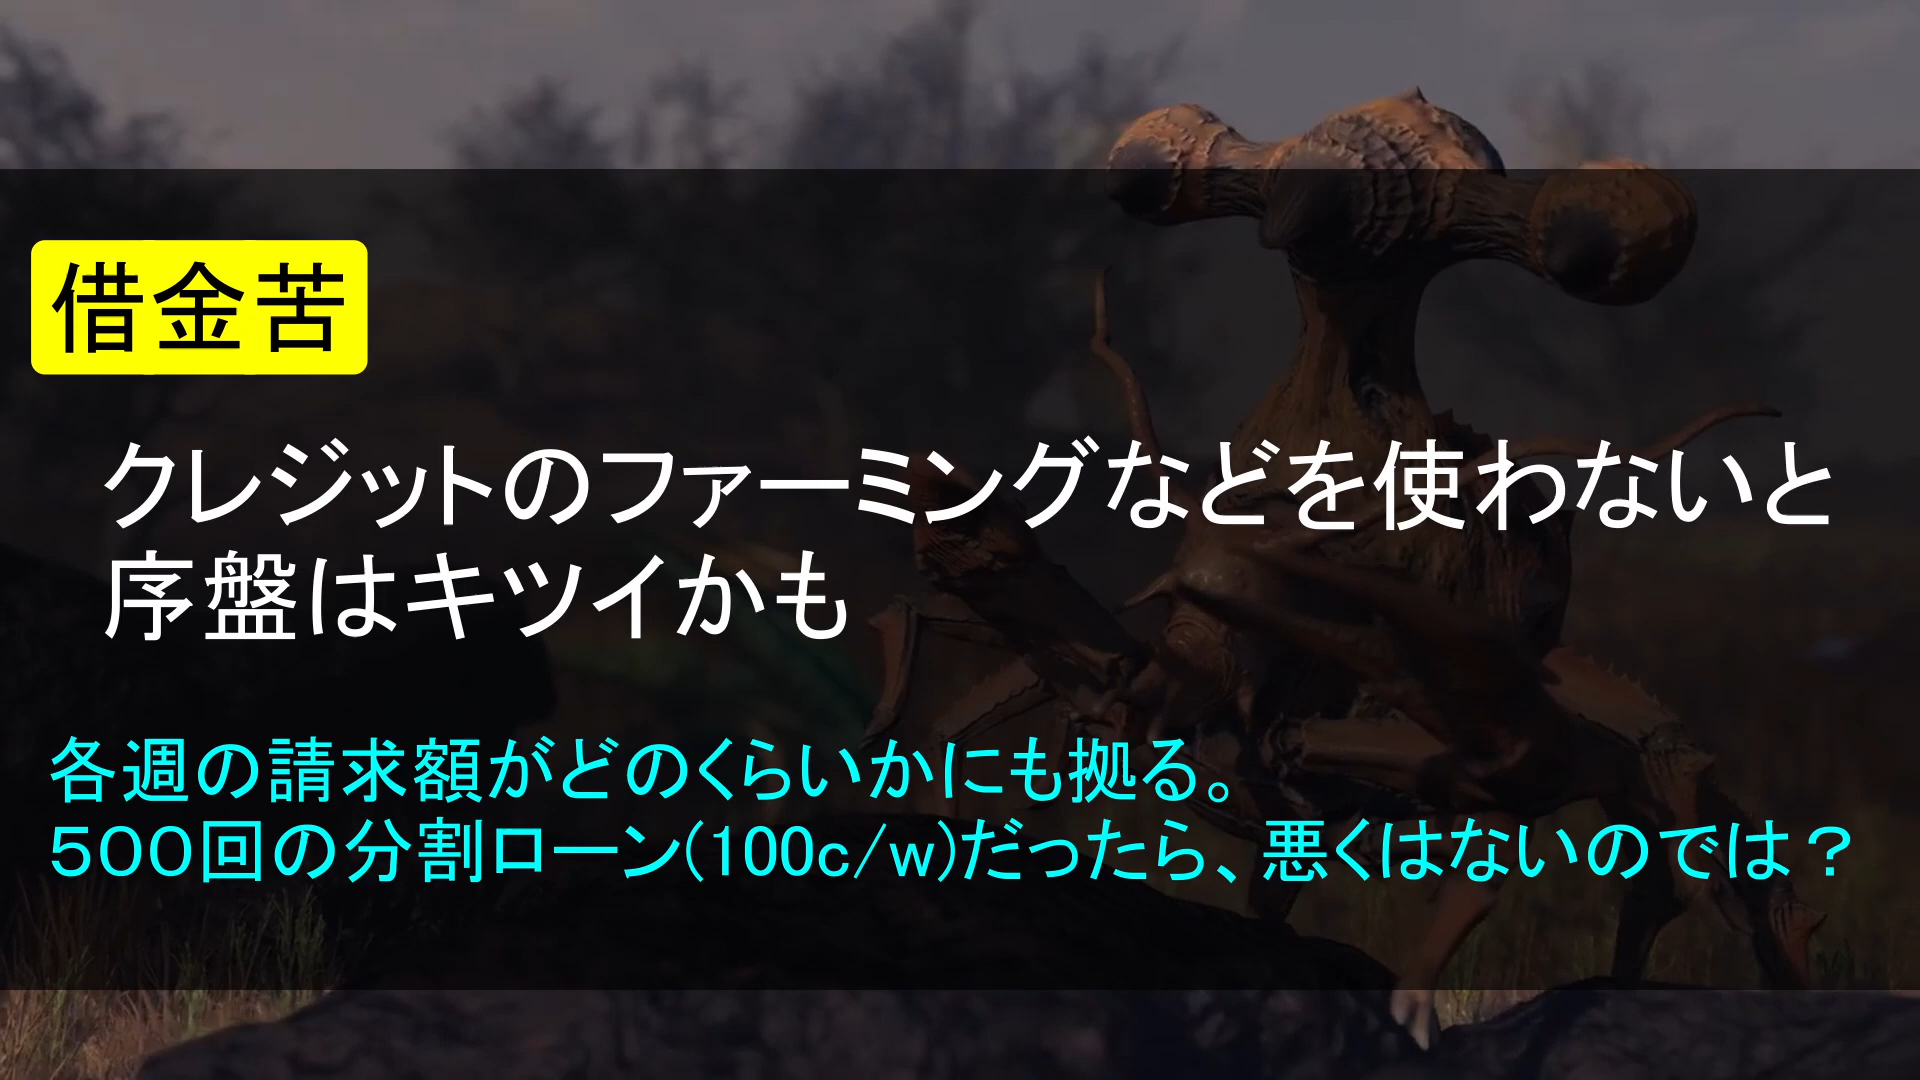 借金苦
クレジットのファーミングなどを使わないと
序盤はキツイかも
各週の請求額がどのくらいかにも拠る。
５００回の分割ローン(100c/w)だったら、悪くはないのでは？